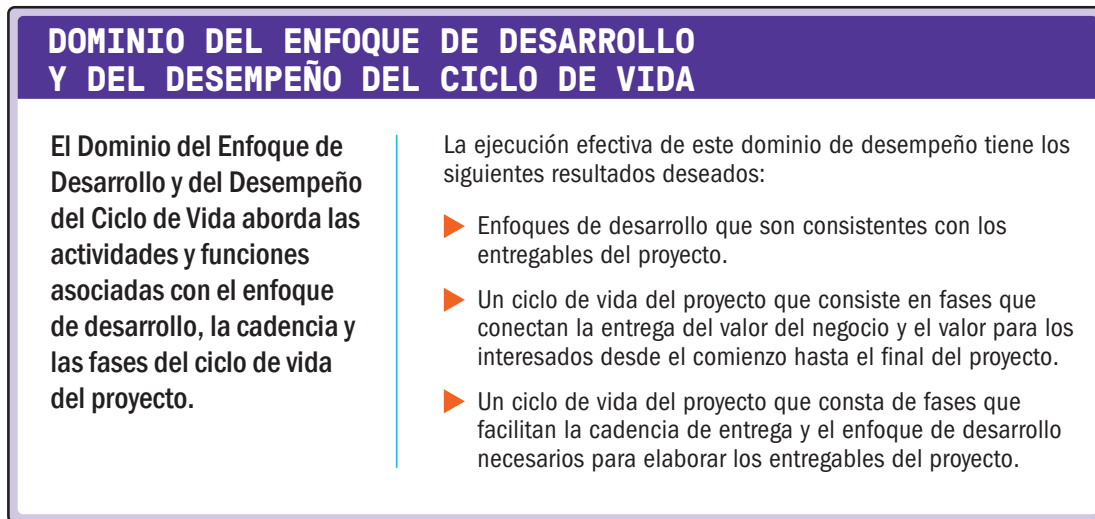 DOMINIO DEL ENFOQUE DE DESARROLLO
Y DEL DESEMPEÑO DEL CICLO DE VIDA
El Dominio del Enfoque de
Desarrollo y del Desempeño
del Ciclo de Vida aborda las
actividades y funciones
asociadas con el enfoque
de desarrollo, la cadencia y
las fases del ciclo de vida
del proyecto.
La ejecución efectiva de este dominio de desempeño tiene los
siguientes resultados deseados:
Enfoques de desarrollo que son consistentes con los
entregables del proyecto.
Un ciclo de vida del proyecto que consiste en fases que
conectan la entrega del valor del negocio y el valor para los
interesados desde el comienzo hasta el final del proyecto.
Un ciclo de vida del proyecto que consta de fases que
facilitan la cadencia de entrega y el enfoque de desarrollo
necesarios para elaborar los entregables del proyecto.